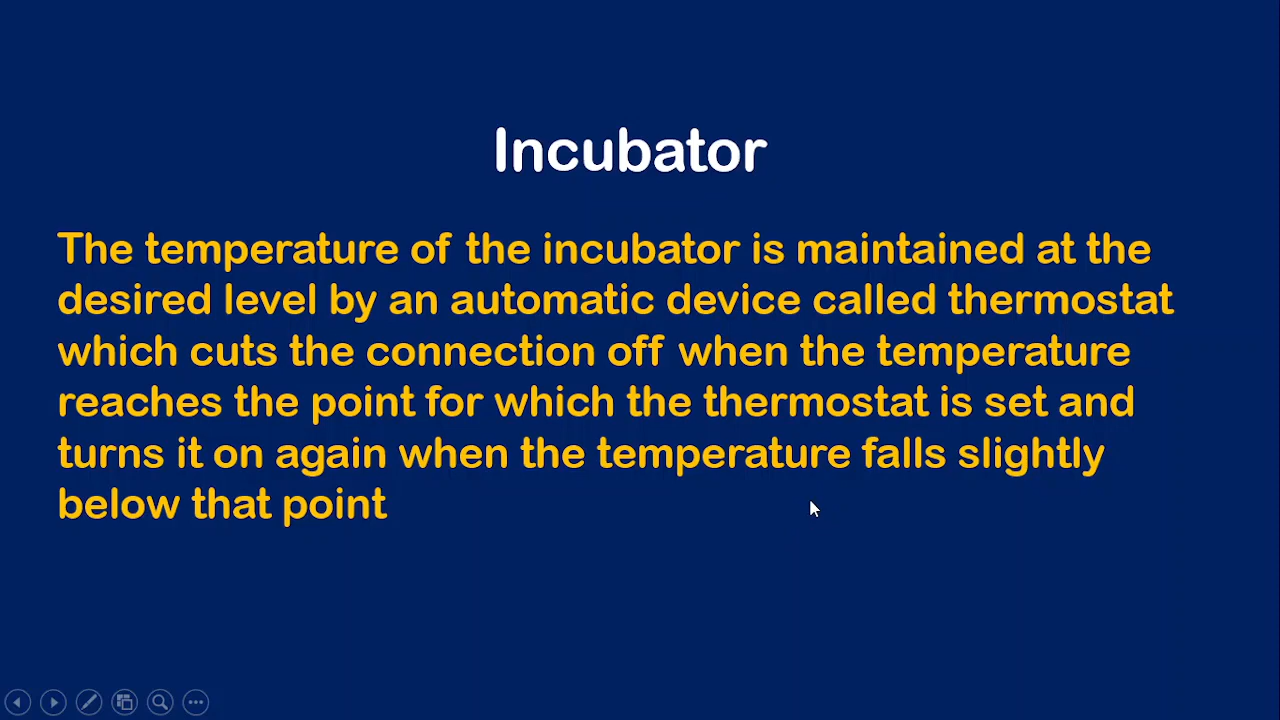 Incubator
The temperature of the incubator is maintained at the
desired level by an automatic device called thermostat
which cuts the connection off when the temperature
reaches the point for which the thermostat is set and
turns it on again when the temperature falls slightly
below that point